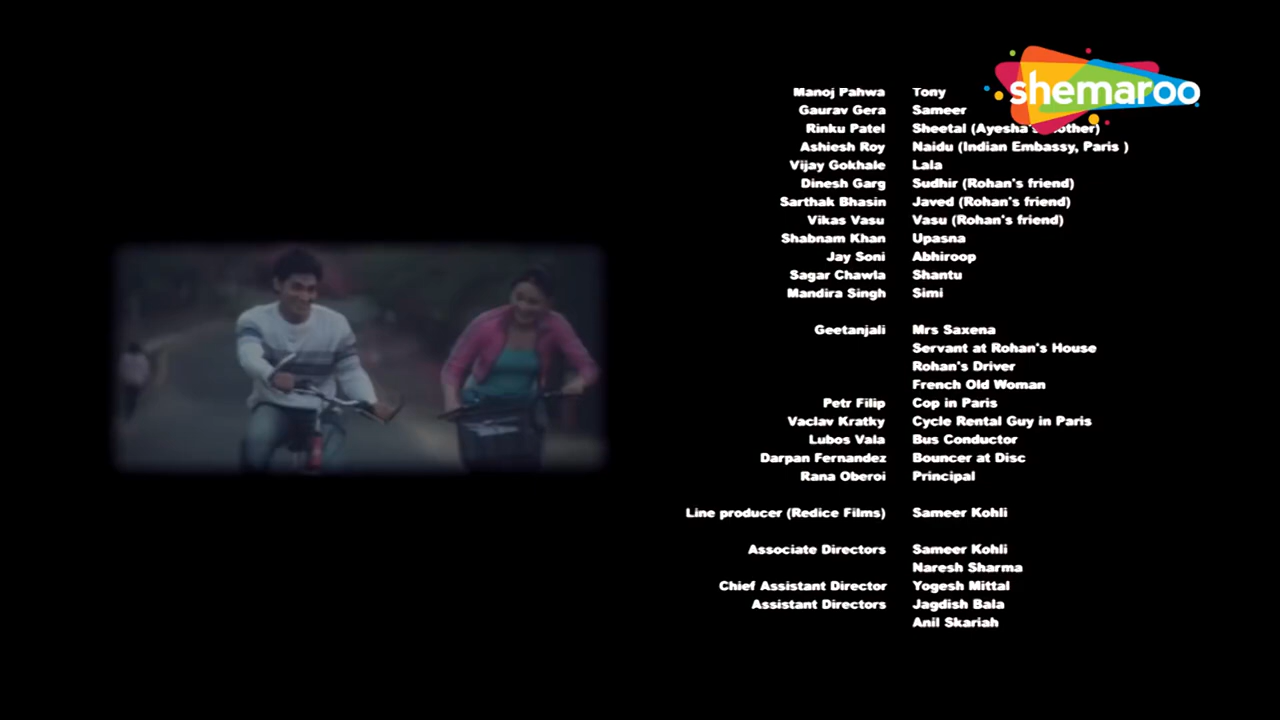 shemaroo
Manoj Pahwa Tony
Gaurav Gera Sameer
Rinku Patel Sheetal (Ayesha's
Ashiesh Roy Naidu (Indian Embassy, Paris )
Vijay Gokhale Lala
Dinesh Garg Sudhir (Rohan's friend)
Sarthak Bhasin Javed (Rohan's friend)
Vikas Vasu Vasu (Rohan's friend)
Shabnam Khan Upasna
Jay Soni Abhiroop
Sagar Chawla Shantu
Mandira Singh Simi
Geetanjali Mrs Saxena
Servant at Rohan's House
Rohan's Driver
French Old Woman
Petr Filip Cop in Paris
Vaclav Kratky Cycle Rental Guy in Paris
Lubos Vala Bus Conductor
Darpan Fernandez Bouncer at Disc
Rana Oberoi Principal
Line producer (Redice Films) Sameer Kohli
Associate Directors Sameer Kohli
Naresh Sharma
Chief Assistant Director Yogesh Mittal
Assistant Directors Jagdish Bala
Anil Skariah